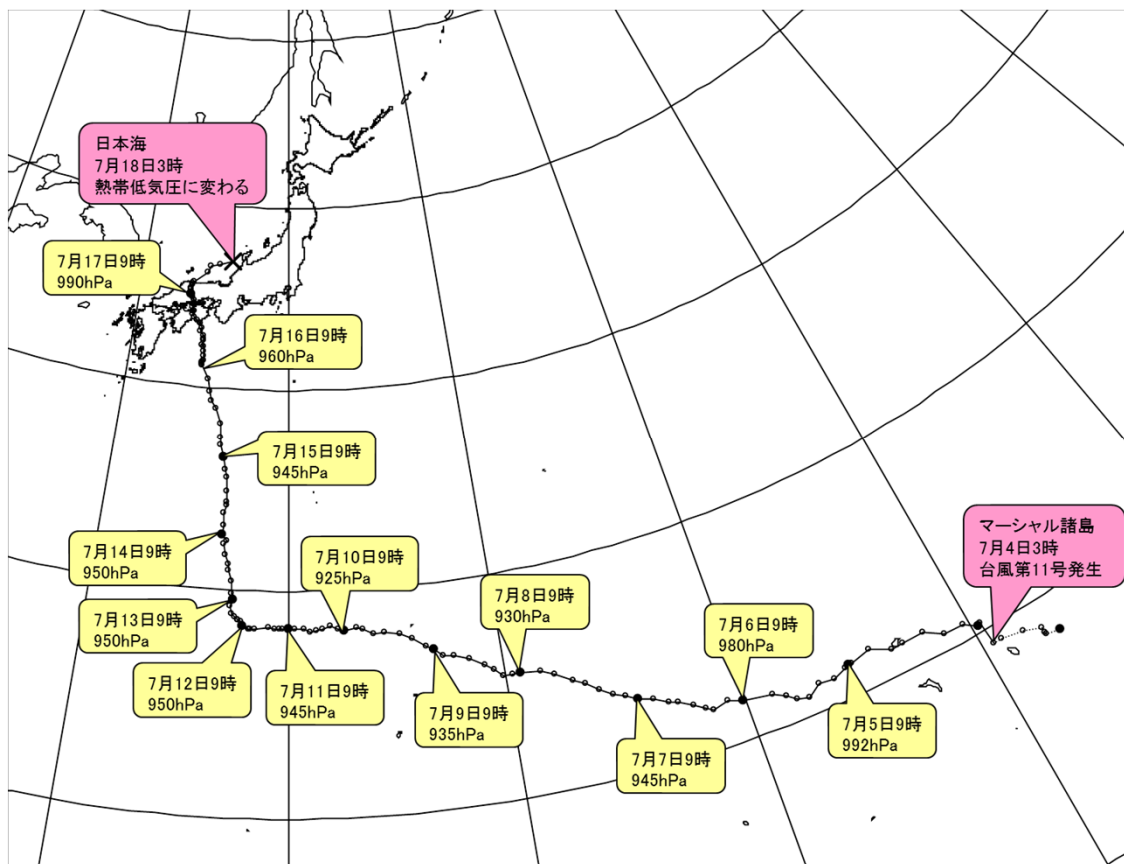 日本海
7月18日3時
熱帯低気圧に変わる
7月17日9時
990hPa
7月16日9時
960hPa
7月15日9時
945hPa
7月14日9時
950hPa
7月13日9時
950hPa
7月12日9時
950hPa
7月11日9時
945hPa
7月10日9時
925hPa
7月9日9時
935hPa
7月8日9時
930hPa
7月7日9時
945hPa
7月6日9時
980hPa
7月5日9時
992hPa
マーシャル諸島
7月4日3時
台風第11号発生